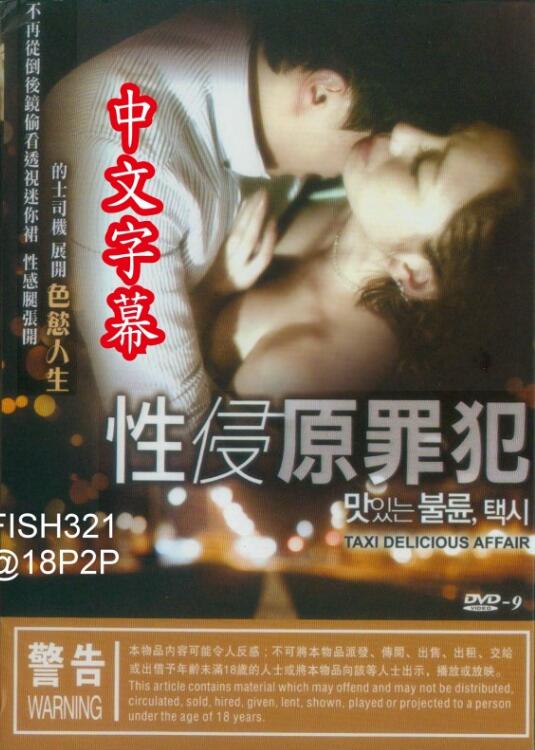 不再從倒後鏡偷看透視迷你裙 性感腿張開
的士司機 展開 色慾人生
中文字幕
性侵原罪犯
맛있는 불륜, 택시
TAXI DELICIOUS AFFAIR
FISH321
@18P2P
DVD-9
VIDEO
警告
WARNING
本物品內容可能令人反感；不可將本物品派發、傳閱、出售、出租、交給
或出借予年齡未滿18歲的人士或將本物品向該等人士出示，播放或放映。
This article contains material which may offend and may not be distributed,
circulated, sold, hired, given, lent, shown, played or projected to a person
under the age of 18 years.